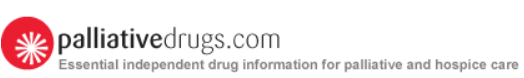 palliativedrugs.com
Essential independent drug information for palliative and hospice care